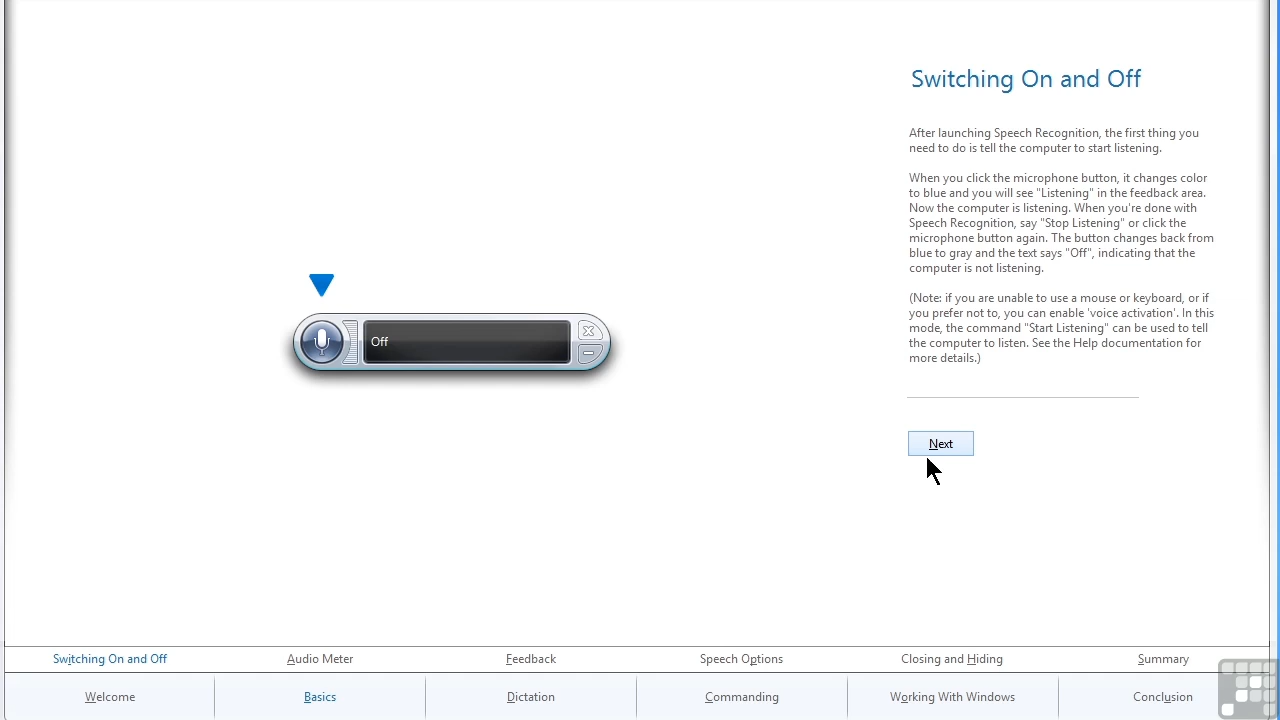 Switching On and Off
After launching Speech Recognition, the first thing you
need to do is tell the computer to start listening.
When you click the microphone button, it changes color
to blue and you will see "Listening" in the feedback area.
Now the computer is listening. When you're done with
Speech Recognition, say "Stop Listening" or click the
microphone button again. The button changes back from
blue to gray and the text says "Off", indicating that the
computer is not listening.
(Note: if you are unable to use a mouse or keyboard, or if
you prefer not to, you can enable 'voice activation'. In this
mode, the command "Start Listening" can be used to tell
the computer to listen. See the Help documentation for
more details.)
Off
Next
Switching On and Off
Audio Meter
Feedback
Speech Options
Closing and Hiding
Summary
Welcome
Basics
Dictation
Commanding
Working With Windows
Conclusion